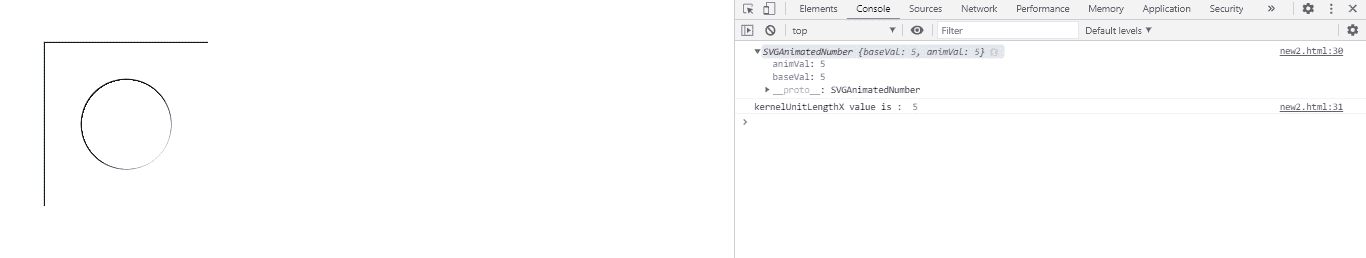 Elements Console Sources Network Performance Memory Application Security »
top ▼ Filter Default levels ▼
▼SVGAnimatedNumber {baseVal: 5, animVal: 5} new2.html:30
animVal: 5
baseVal: 5
▶ __proto__: SVGAnimatedNumber
kernelUnitLengthX value is : 5 new2.html:31
>